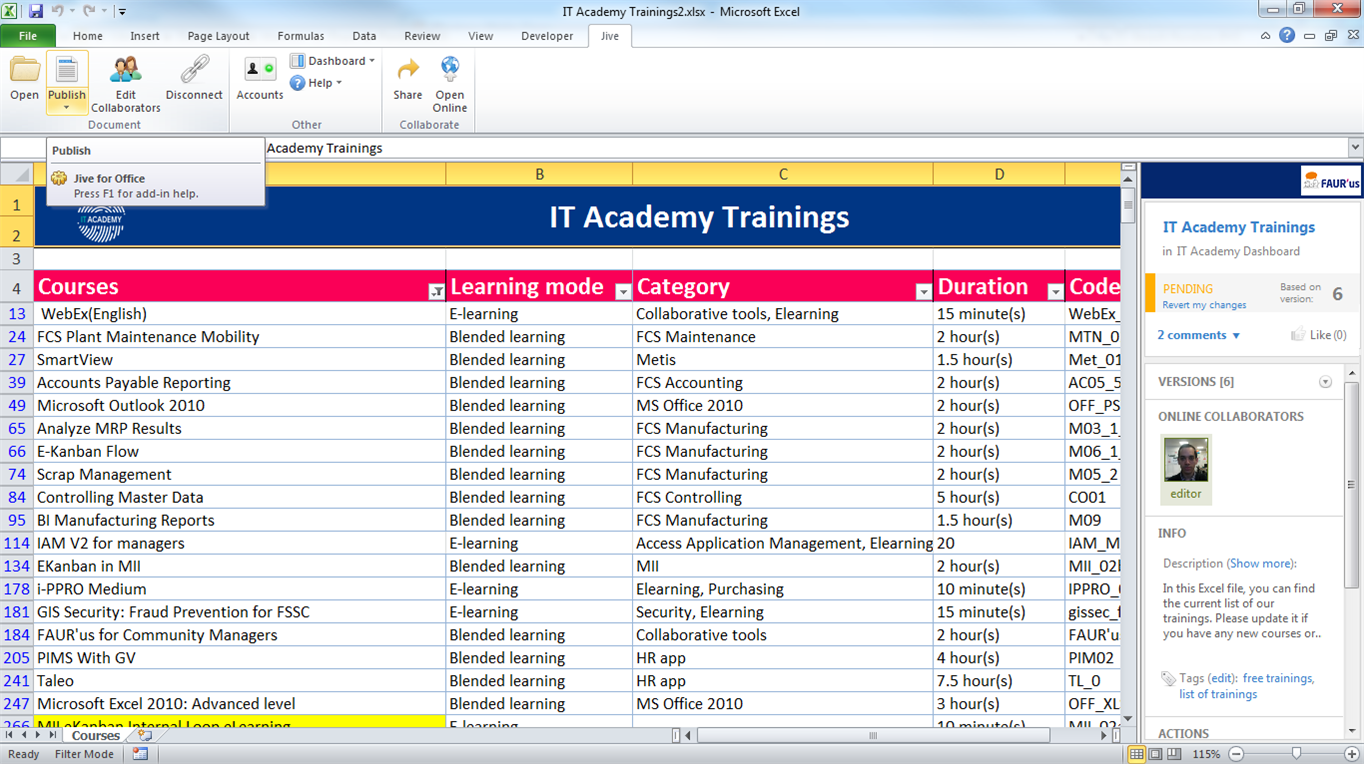 IT Academy Trainings2.xlsx - Microsoft Excel
File Home Insert Page Layout Formulas Data Review View Developer Jive
Open Publish Edit Collaborators Disconnect Accounts Dashboard Help Share Open Online
Document Other Collaborate
Academy Trainings
Publish
Jive for Office
Press F1 for add-in help.
B C D
1 IT Academy Trainings
IT ACADEMY
2
3
4 Courses Learning mode Category Duration Code
13 WebEx(English) E-learning Collaborative tools, Elearning 15 minute(s) WebEx_
24 FCS Plant Maintenance Mobility Blended learning FCS Maintenance 2 hour(s) MTN_0
27 SmartView Blended learning Metis 1.5 hour(s) Met_01
39 Accounts Payable Reporting Blended learning FCS Accounting 2 hour(s) AC05_5
49 Microsoft Outlook 2010 Blended learning MS Office 2010 2 hour(s) OFF_PS
65 Analyze MRP Results Blended learning FCS Manufacturing 2 hour(s) M03_1_
66 E-Kanban Flow Blended learning FCS Manufacturing 2 hour(s) M06_1_
74 Scrap Management Blended learning FCS Manufacturing 2 hour(s) M05_2
84 Controlling Master Data Blended learning FCS Controlling 5 hour(s) CO01
95 BI Manufacturing Reports Blended learning FCS Manufacturing 1.5 hour(s) M09
114 IAM V2 for managers E-learning Access Application Management, Elearning 20 IAM_M
134 EKanban in MII Blended learning MII 2 hour(s)
178 i-PPRO Medium E-learning Elearning, Purchasing 10 minute(s)
181 GIS Security: Fraud Prevention for FSSC E-learning Security, Elearning 15 minute(s)
184 FAUR'us for Community Managers Blended learning Collaborative tools 2 hour(s)
205 PIMS With GV Blended learning HR app 4 hour(s) PIM02
241 Taleo Blended learning HR app 7.5 hour(s) TL_0
247 Microsoft Excel 2010: Advanced level Blended learning MS Office 2010 3 hour(s) OFF_XL
266 MII eKanban Internal Loop eLearning E-learning 10 minute(s)
Courses
Ready Filter Mode 115%
FAUR'us
IT Academy Trainings
in IT Academy Dashboard
PENDING
Revert my changes
Based on
version: 6
2 comments Like (0)
VERSIONS [6]
ONLINE COLLABORATORS
editor
INFO
Description (Show more):
In this Excel file, you can find
the current list of our
trainings. Please update it if
you have any new courses or..
Tags (edit): free trainings,
list of trainings
ACTIONS